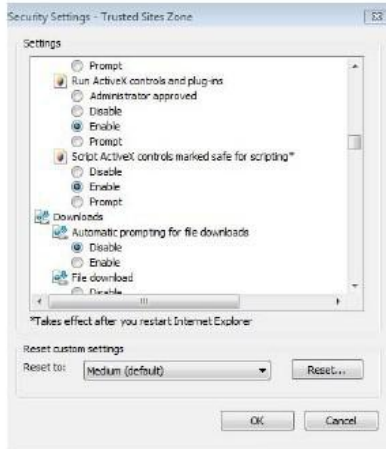 Security Settings - Trusted Sites Zone
Settings
Prompt
Run ActiveX controls and plug-ins
Administrator approved
Disable
Enable
Prompt
Script ActiveX controls marked safe for scripting*
Disable
Enable
Prompt
Downloads
Automatic prompting for file downloads
Disable
Enable
File download
Disable
*Takes effect after you restart Internet Explorer
Reset custom settings
Reset to: Medium (default) Reset...
OK Cancel